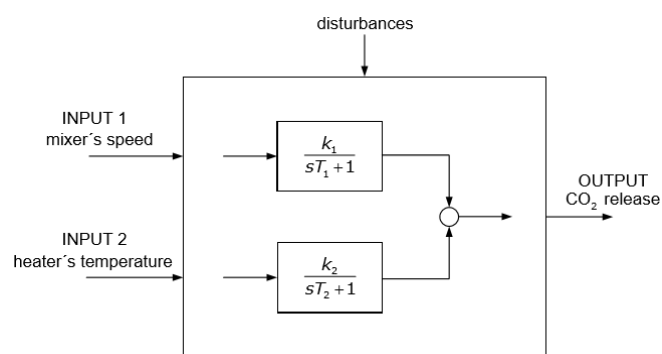 disturbances
INPUT 1
mixer´s speed
k₁
sT₁+1
OUTPUT
CO₂ release
INPUT 2
heater´s temperature
k₂
sT₂+1